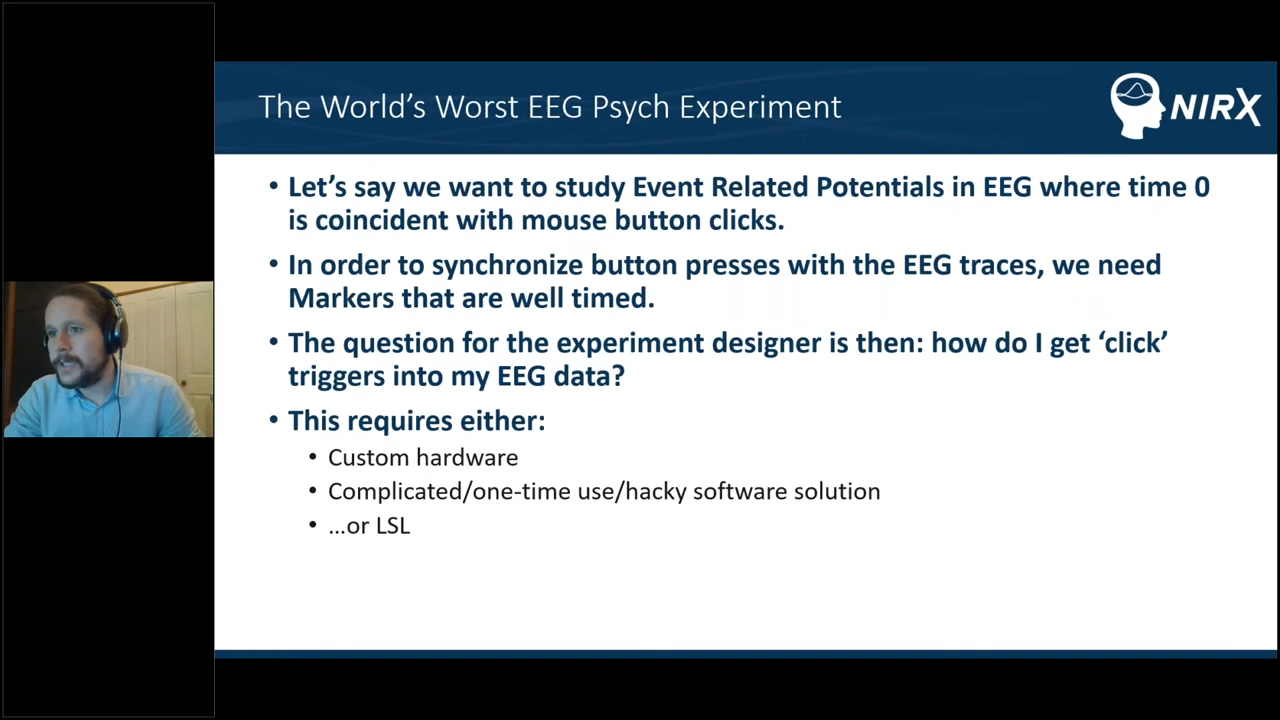 The World's Worst EEG Psych Experiment
NIRX
• Let's say we want to study Event Related Potentials in EEG where time 0
is coincident with mouse button clicks.
• In order to synchronize button presses with the EEG traces, we need
Markers that are well timed.
• The question for the experiment designer is then: how do I get ‘click’
triggers into my EEG data?
• This requires either:
• Custom hardware
• Complicated/one-time use/hacky software solution
• …or LSL